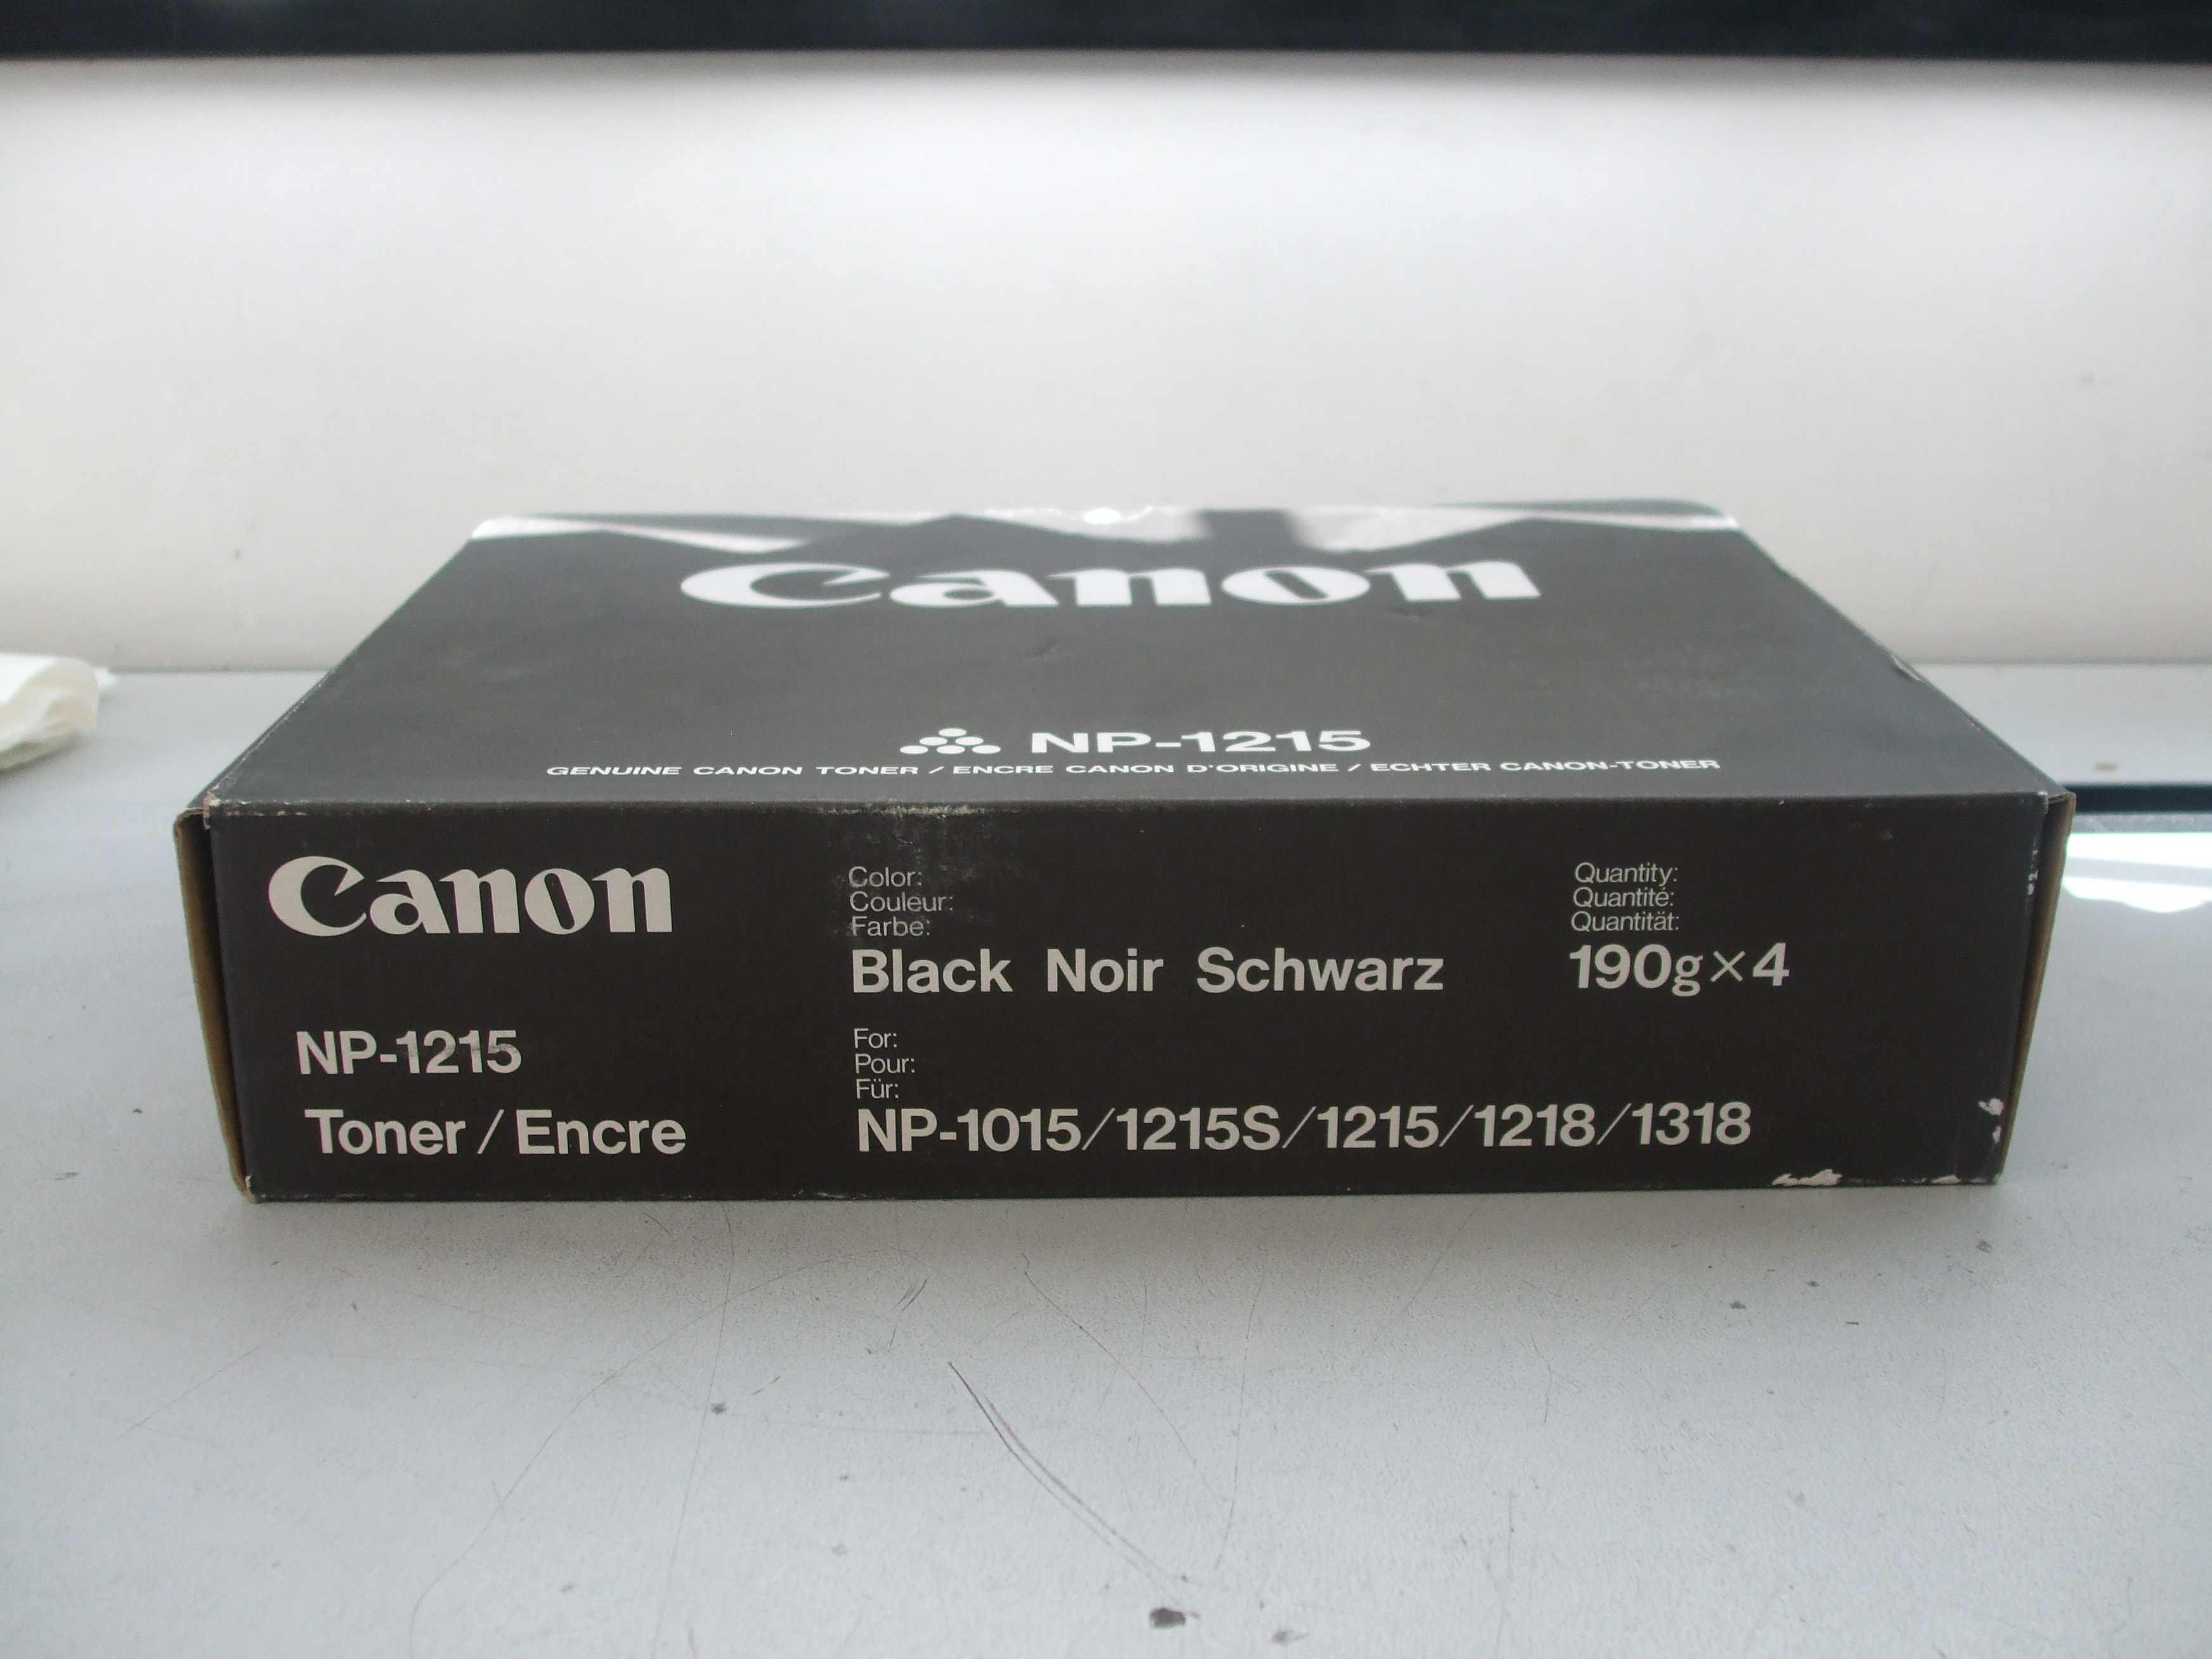 Canon
NP-1215
GENUINE CANON TONER / ENCRE CANON D'ORIGINE / ECHTER CANON-TONER
Canon
NP-1215
Toner / Encre
Color:
Couleur:
Farbe:
Black Noir Schwarz
For:
Pour:
Für:
NP-1015/1215S/1215/1218/1318
Quantity:
Quantité:
Quantität:
190g×4